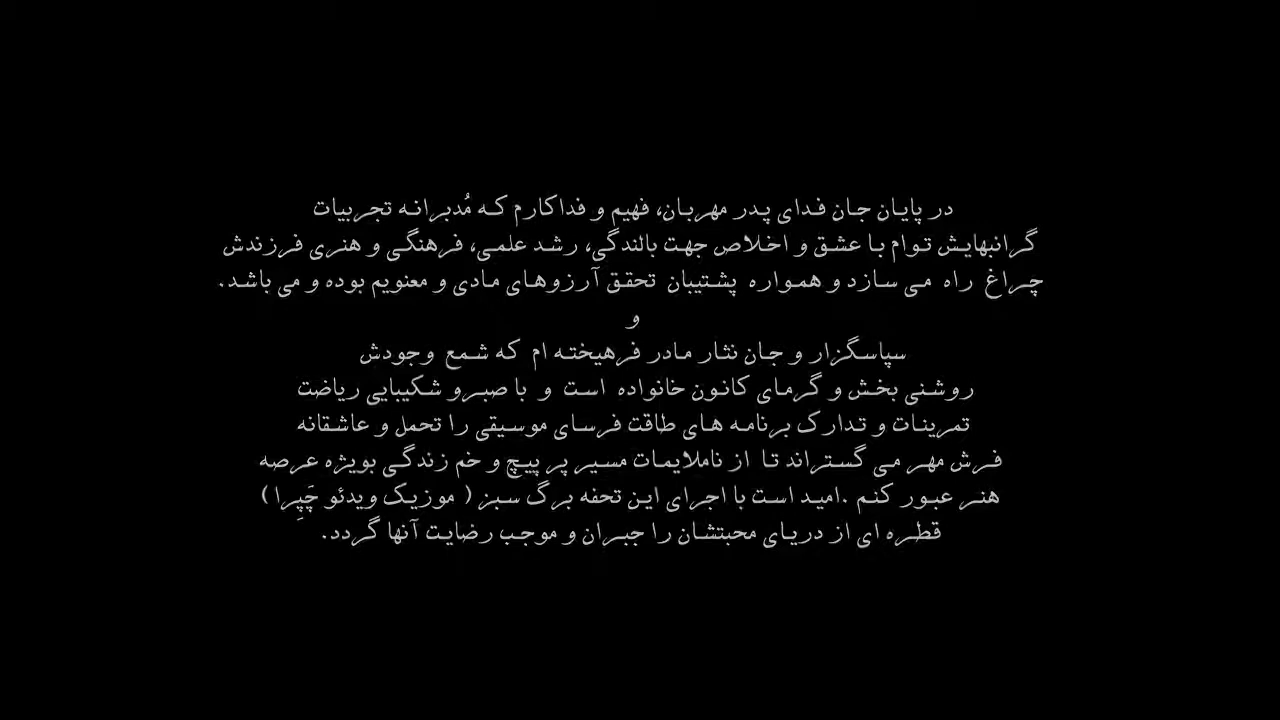 در پایان جان فدای پدر مهربان، فهیم و فداکارم که مُدبرانه تجربیات
گرانبهایش توام با عشق و اخلاص جهت بالندگی، رشد علمی، فرهنگی و هنری فرزندش
چراغ راه می سازد و همواره پشتیبان تحقق آرزوهای مادی و معنویم بوده و می باشد.
و
سپاسگزار و جان نثار مادر فرهیخته ام که شمع وجودش
روشنی بخش و گرمای کانون خانواده است و با صبرو شکیبایی ریاضت
تمرینات و تدارک برنامه های طاقت فرسای موسیقی را تحمل و عاشقانه
فرش مهر می گستراند تا از ناملایمات مسیر پر پیچ و خم زندگی بویژه عرصه
هنر عبور کنم .امید است با اجرای این تحفه برگ سبز ( موزیک ویدئو چَپِرا )
قطره ای از دریای محبتشان را جبران و موجب رضایت آنها گردد.